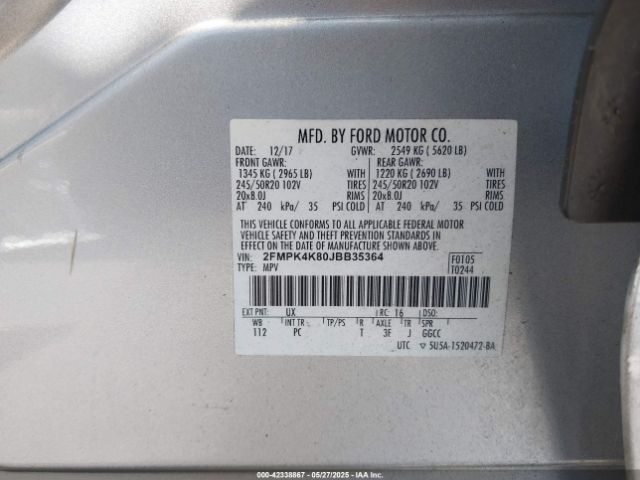 MFD. BY FORD MOTOR CO.
DATE: 12/17 GVWR: 2549 KG ( 5620 LB)
FRONT GAWR: REAR GAWR:
1345 KG ( 2965 LB) WITH 1220 KG ( 2690 LB) WITH
245/50R20 102V TIRES 245/50R20 102V TIRES
20x8.0J RIMS 20x8.0J RIMS
AT 240 kPa/ 35 PSI COLD AT 240 kPa/ 35 PSI COLD
THIS VEHICLE CONFORMS TO ALL APPLICABLE FEDERAL MOTOR
VEHICLE SAFETY AND THEFT PREVENTION STANDARDS IN
EFFECT ON THE DATE OF MANUFACTURE SHOWN ABOVE.
VIN: 2FMPK4K80JBB35364 F0105
TYPE: MPV T0244
EXT PNT: UX RC: 16 DSO:
WB INT TR TP/PS R AXLE TR SPR
112 PC T 3F J GGCC
UTC ▽ 5U5A-1520472-BA
000-42338867 - 05/27/2025 - IAA Inc.